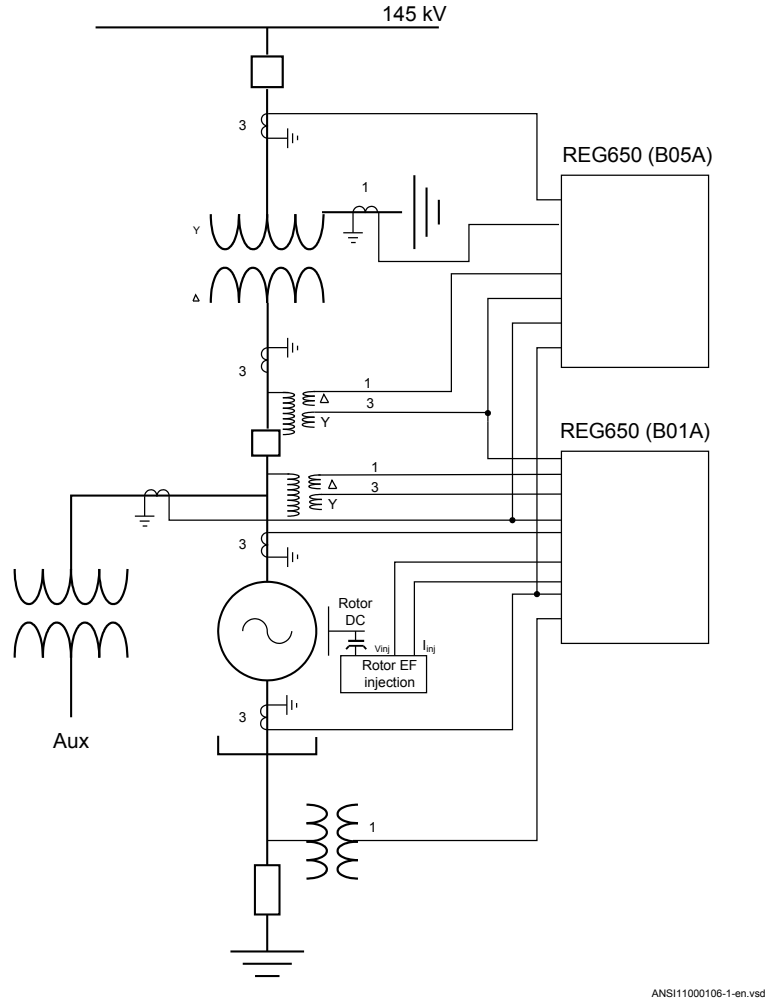 145 kV
3
REG650 (B05A)
1
Y
Δ
3
1
Δ
3
Y
REG650 (B01A)
1
Δ
3
Y
3
Rotor
DC
Vinj
Iinj
Rotor EF
injection
3
Aux
1
ANSI11000106-1-en.vsd